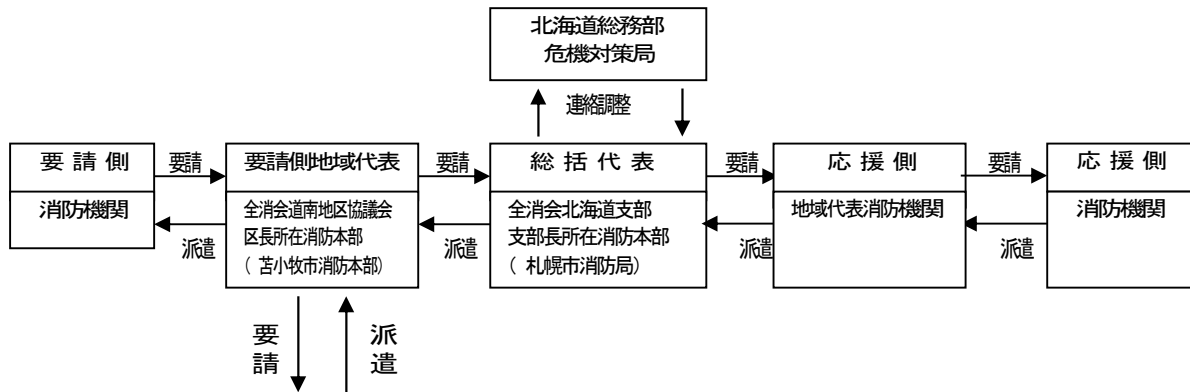 北海道総務部
危機対策局
連絡調整
要請側
消防機関
要請
派遣
要請側地域代表
全消会道南地区協議会
区長所在消防本部
(苫小牧市消防本部)
要請
派遣
総括代表
全消会北海道支部
支部長所在消防本部
(札幌市消防局)
要請
派遣
応援側
地域代表消防機関
要請
派遣
応援側
消防機関
要請
派遣